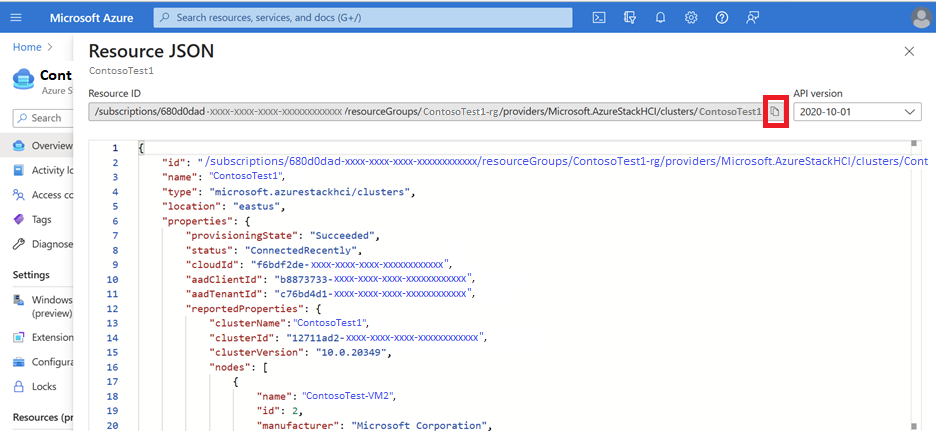 Microsoft Azure
Search resources, services, and docs (G+/)
Home >
Cont
Azure S
Search
Overview
Activity lo
Access co
Tags
Diagnose
Settings
Windows
(preview)
Extension
Configura
Locks
Resources (pr
Resource JSON
ContosoTest1
Resource ID
/subscriptions/680d0dad-xxxx-xxxx-xxxx-xxxxxxxxxxxx/resourceGroups/ContosoTest1-rg/providers/Microsoft.AzureStackHCI/clusters/ContosoTest1
API version
2020-10-01
1 {
2 "id": "/subscriptions/680d0dad-xxxx-xxxx-xxxx-xxxxxxxxxxxx/resourceGroups/ContosoTest1-rg/providers/Microsoft.AzureStackHCI/clusters/Cont
3 "name": "ContosoTest1",
4 "type": "microsoft.azurestackhci/clusters",
5 "location": "eastus",
6 "properties": {
7 "provisioningState": "Succeeded",
8 "status": "ConnectedRecently",
9 "cloudId": "f6bdf2de-xxxx-xxxx-xxxx-xxxxxxxxxxxx",
10 "aadClientId": "b8873733-xxxx-xxxx-xxxx-xxxxxxxxxxxx",
11 "aadTenantId": "c76bd4d1-xxxx-xxxx-xxxx-xxxxxxxxxxxx",
12 "reportedProperties": {
13 "clusterName":"ContosoTest1",
14 "clusterId": "12711ad2-xxxx-xxxx-xxxx-xxxxxxxxxxxx",
15 "clusterVersion": "10.0.20349",
16 "nodes": [
17 {
18 "name": "ContosoTest-VM2",
19 "id": 2,
20 "manufacturer": "Microsoft Corporation",